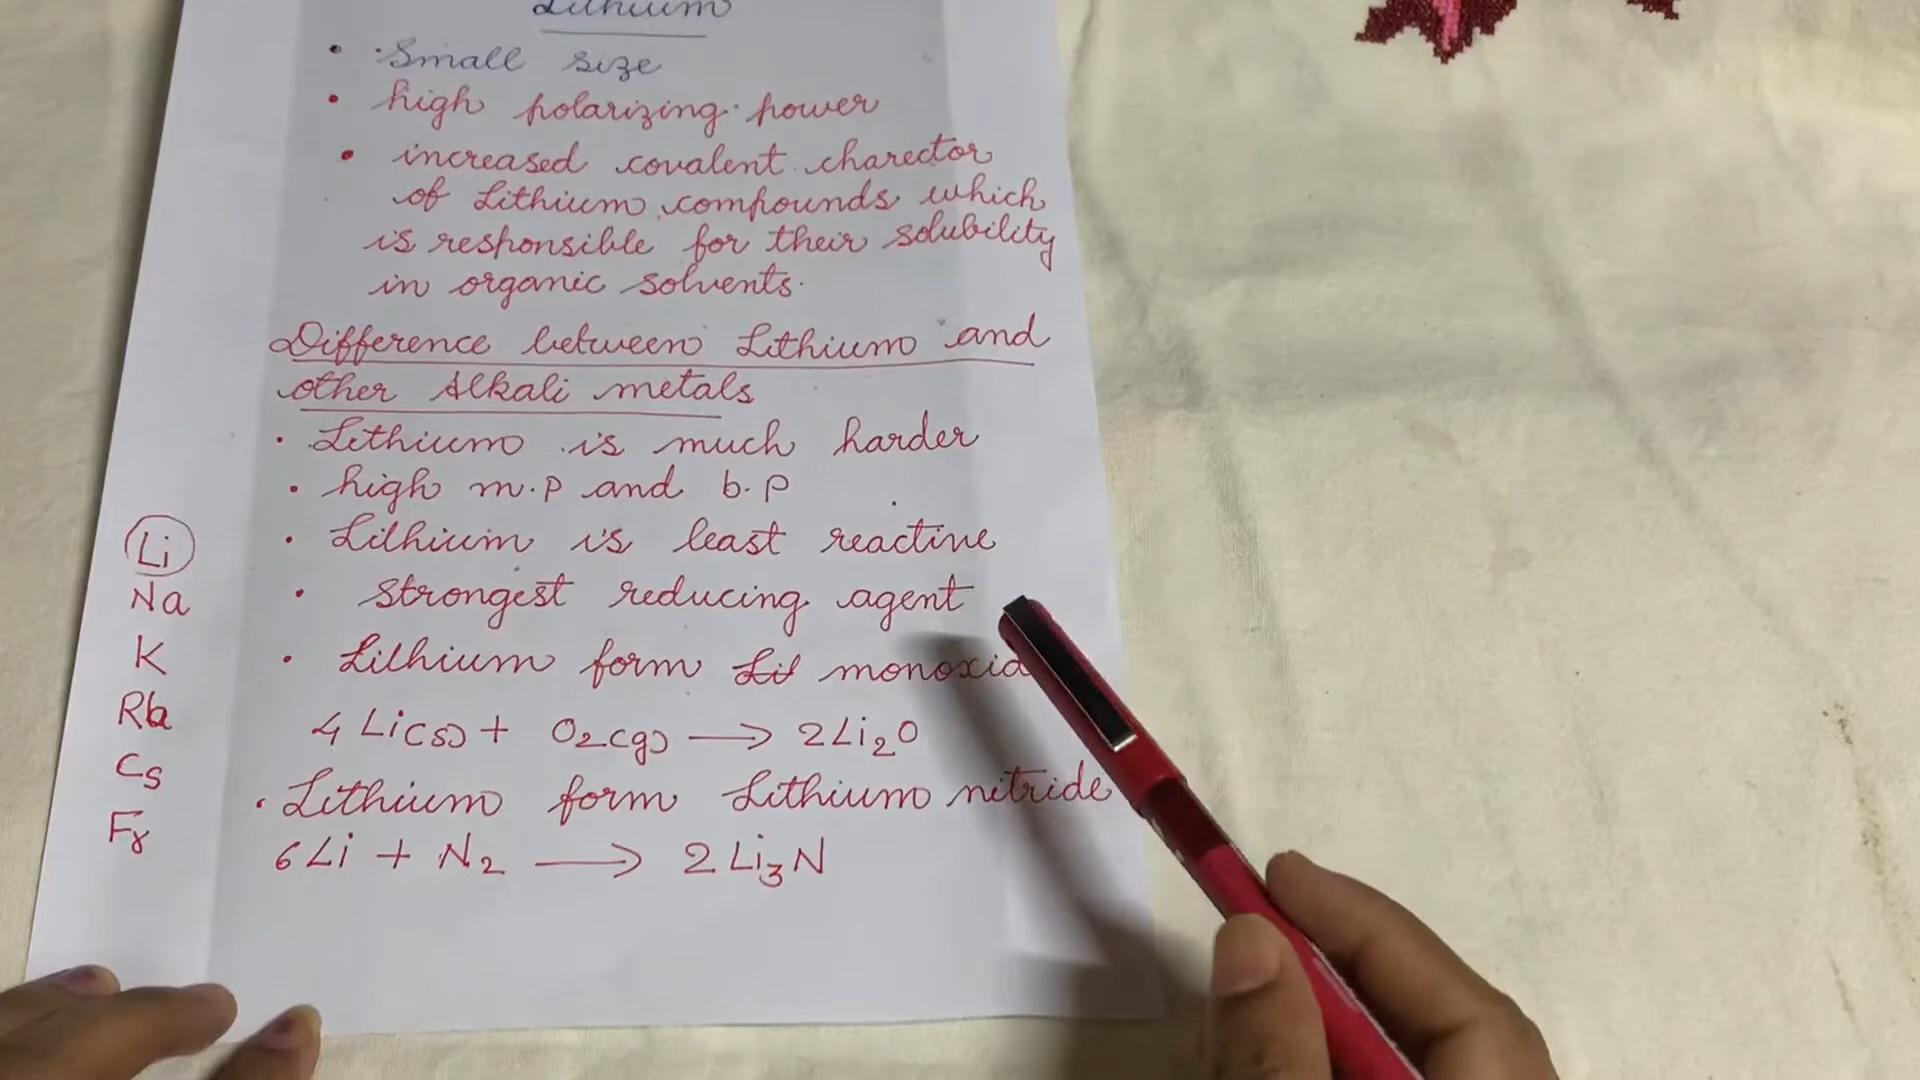 Lithium
• Small size
• high polarizing power
• increased covalent charector
of Lithium compounds which
is responsible for their solubility
in organic solvents.
Difference between Lithium and
other Alkali metals
• Lithium is much harder
• high m.p and b.p
• Lithium is least reactive
• Strongest reducing agent
• Lithium form Lit monoxid
4 Li(s) + O₂(g) ⟶ 2Li₂O
• Lithium form Lithium nitride
6Li + N₂ ⟶ 2Li₃N
Li
Na
K
Rb
Cs
Fr